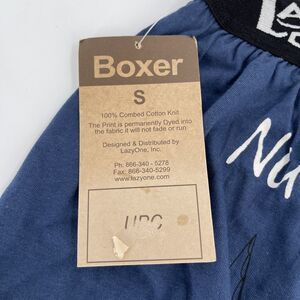 Boxer
S
100% Combed Cotton Knit
The Print is permanently Dyed into
the fabric it will not fade or run
Designed & Distributed by
LazyOne, Inc.
Ph: 866-340 - 5278
Fax: 866-340-5299
www.lazyone.com
UPC